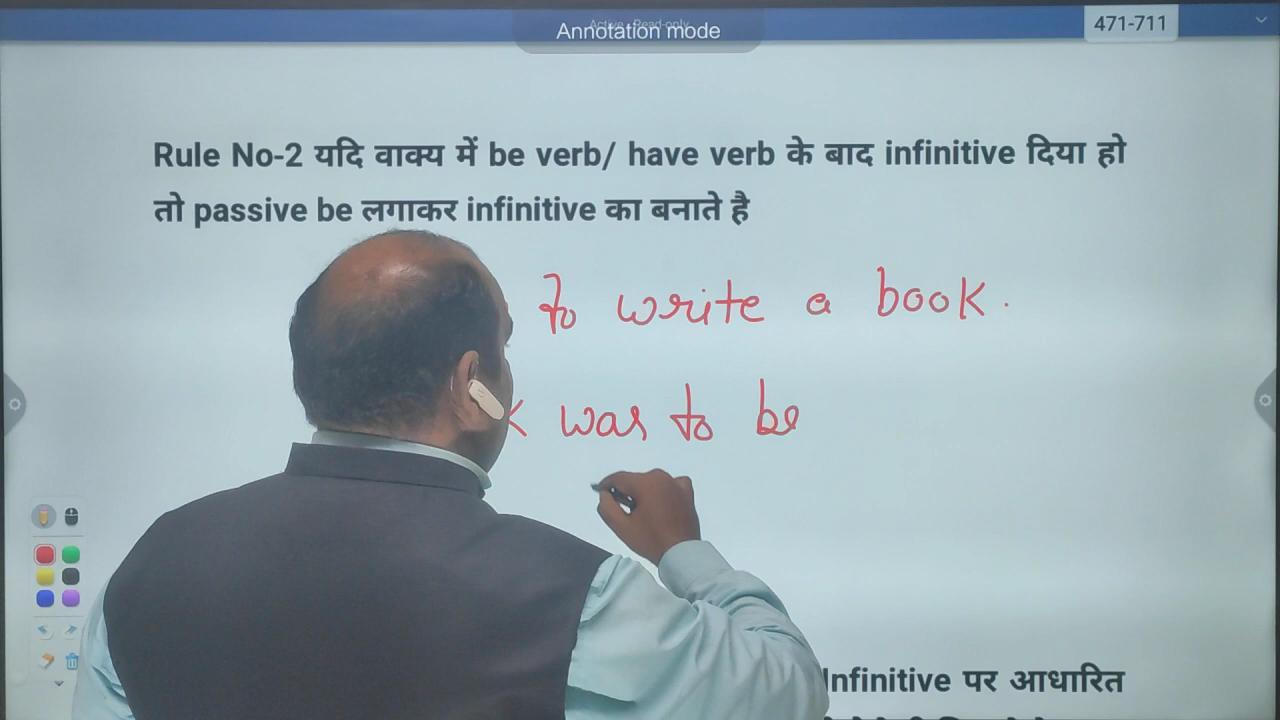 Annotation mode
471-711
Rule No-2 यदि वाक्य में be verb/ have verb के बाद infinitive दिया हो
तो passive be लगाकर infinitive का बनाते है
to write a book.
was to be
Infinitive पर आधारित